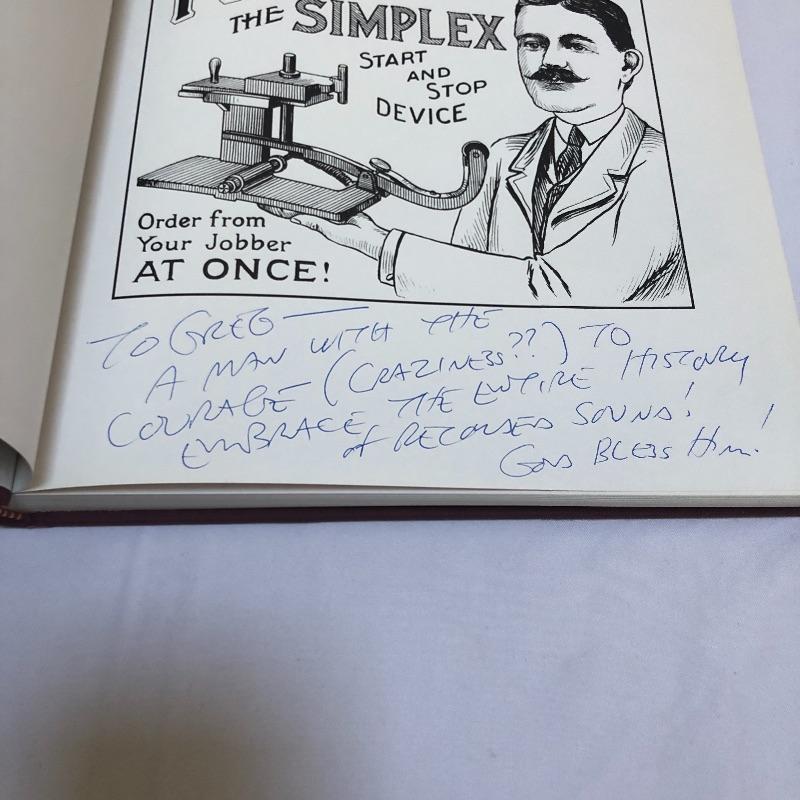 THE SIMPLEX
START
AND
STOP
DEVICE
Order from
Your Jobber
AT ONCE!
TO GREG —
A MAN WITH THE
COURAGE (CRAZINESS??) TO
EMBRACE THE ENTIRE HISTORY
of RECORDED SOUND!
GOD BLESS HIM!